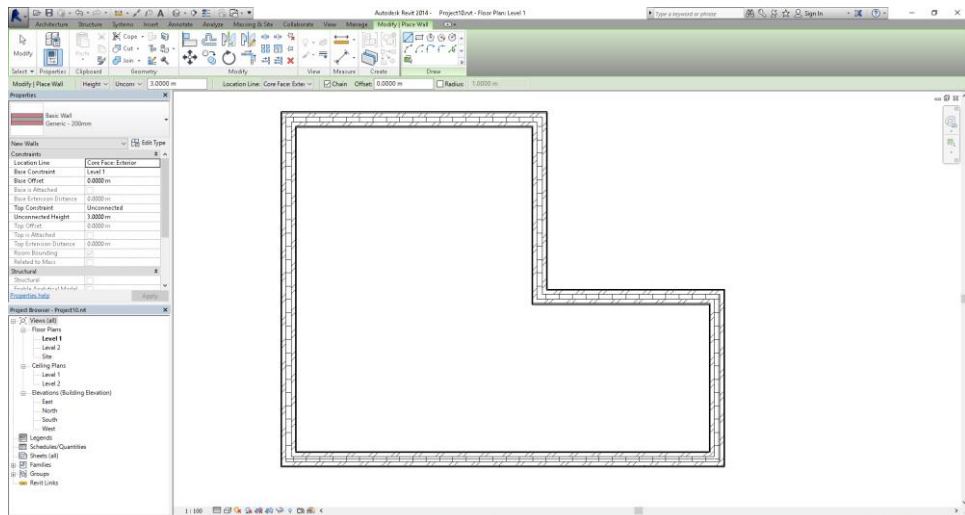 Autodesk Revit 2014 - Project10.rvt - Floor Plan: Level 1
Type a keyword or phrase
Sign In
Architecture Structure Systems Insert Annotate Analyze Massing & Site Collaborate View Manage Modify | Place Wall
Modify
Cope
Cut
Join
Paste
Select Properties Clipboard Geometry Modify View Measure Create Draw
Modify | Place Wall Height Uncon 3.0000 m Location Line: Core Face: Exter Chain Offset: 0.0000 m Radius: 1.0000 m
Properties
Basic Wall
Generic - 200mm
New Walls Edit Type
Constraints
Location Line Core Face: Exterior
Base Constraint Level 1
Base Offset 0.0000 m
Base is Attached
Base Extension Distance 0.0000 m
Top Constraint Unconnected
Unconnected Height 3.0000 m
Top Offset 0.0000 m
Top is Attached
Top Extension Distance 0.0000 m
Room Bounding
Related to Mass
Structural
Structural
Enable Analytical Model
Properties help Apply
Project Browser - Project10.rvt
Views (all)
Floor Plans
Level 1
Level 2
Site
Ceiling Plans
Level 1
Level 2
Elevations (Building Elevation)
East
North
South
West
Legends
Schedules/Quantities
Sheets (all)
Families
Groups
Revit Links
1 : 100